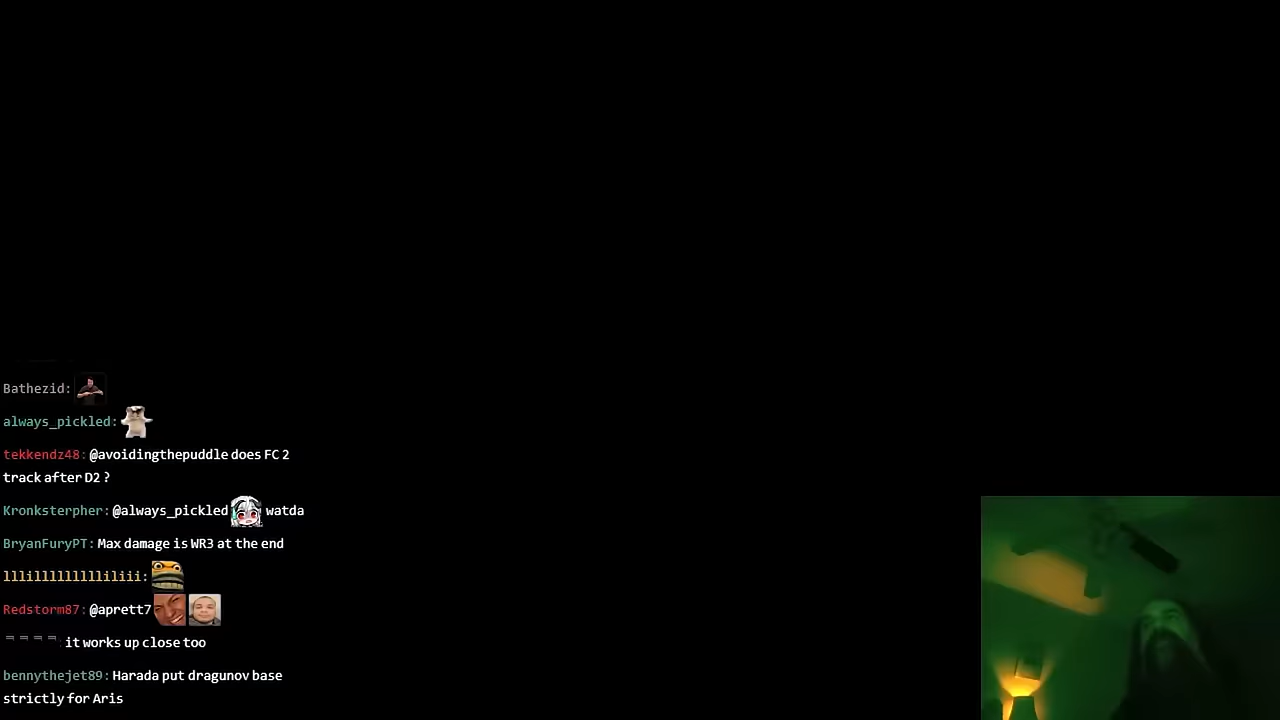 Bathezid:
always_pickled:
tekkendz48: @avoidingthepuddle does FC 2
track after D2 ?
Kronksterpher: @always_pickled watda
BryanFuryPT: Max damage is WR3 at the end
Redstorm87: @aprett7
it works up close too
bennythejet89: Harada put dragunov base
strictly for Aris